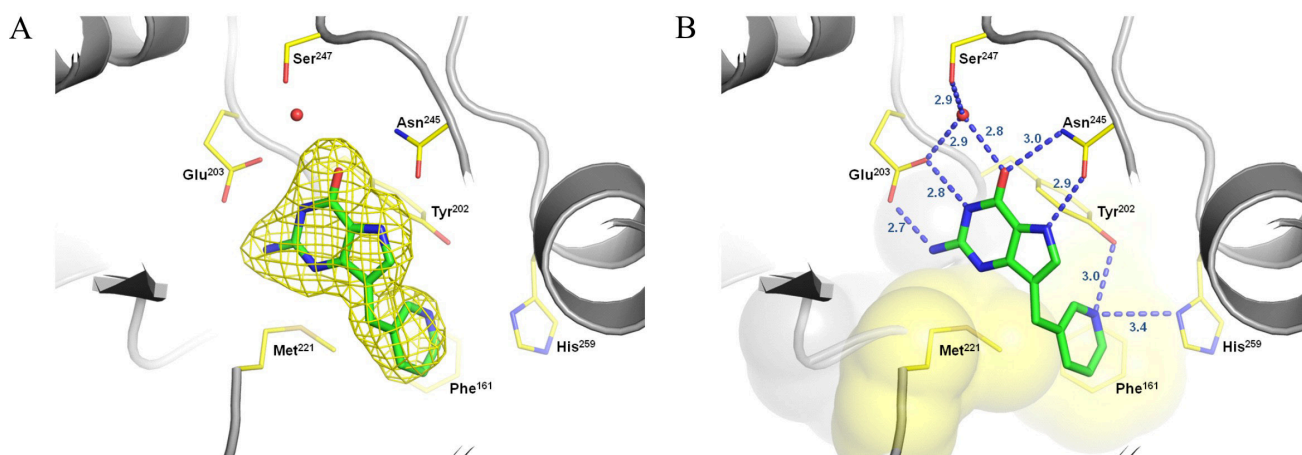 A
Ser²⁴⁷
Asn²⁴⁵
Glu²⁰³
Tyr²⁰²
Met²²¹
His²⁵⁹
Phe¹⁶¹
B
Ser²⁴⁷
2.9
Asn²⁴⁵
2.8
3.0
2.9
Glu²⁰³
2.9
2.8
Tyr²⁰²
2.7
3.0
3.4
Met²²¹
His²⁵⁹
Phe¹⁶¹